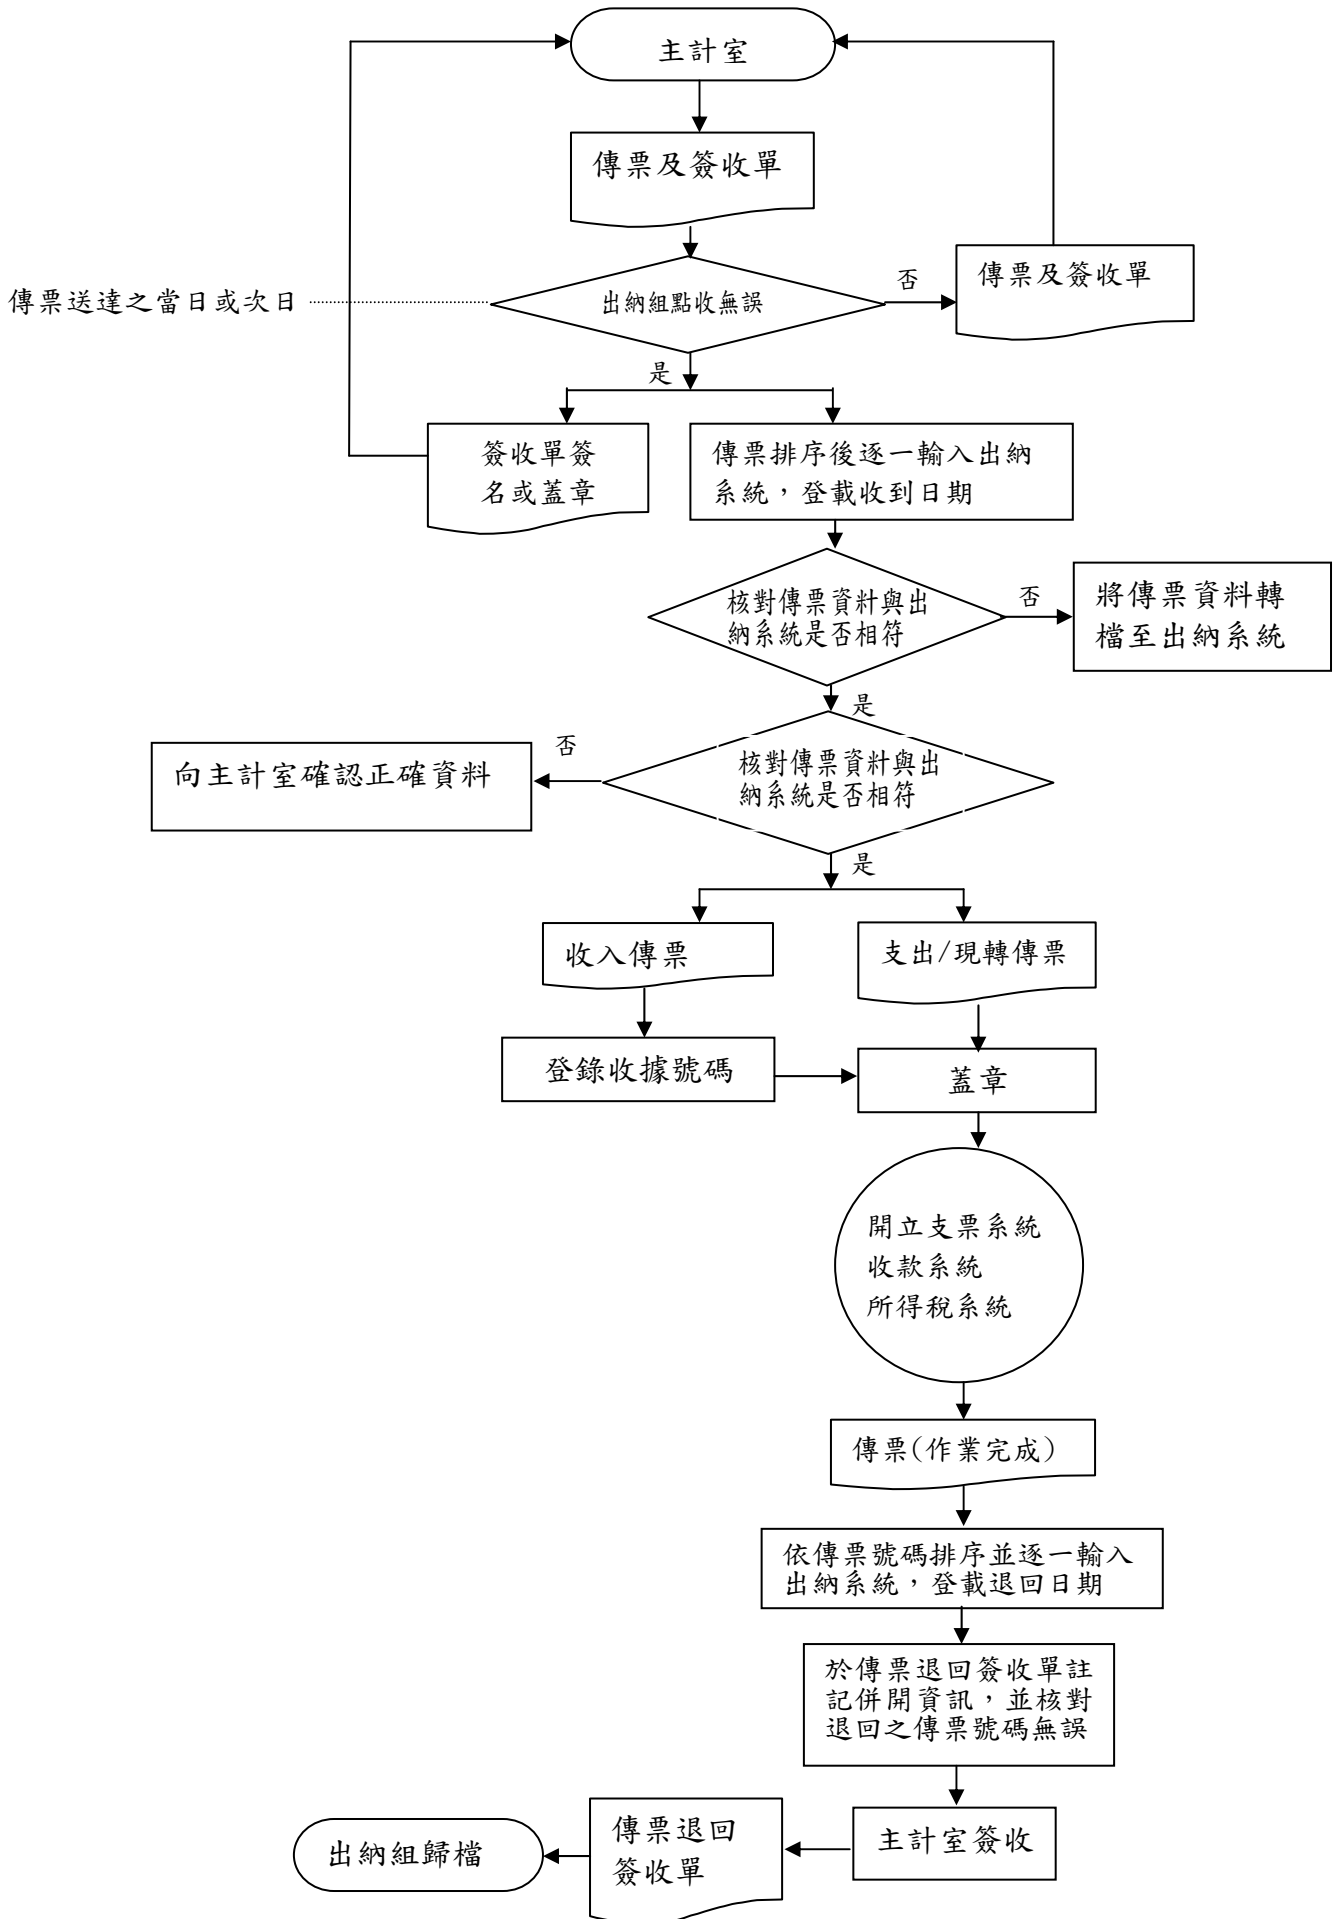 主計室
傳票及簽收單
傳票送達之當日或次日
出納組點收無誤
否
傳票及簽收單
是
簽收單簽
名或蓋章
傳票排序後逐一輸入出納
系統，登載收到日期
核對傳票資料與出
納系統是否相符
否
將傳票資料轉
檔至出納系統
是
向主計室確認正確資料
否
核對傳票資料與出
納系統是否相符
是
收入傳票
支出/現轉傳票
登錄收據號碼
蓋章
開立支票系統
收款系統
所得稅系統
傳票(作業完成)
依傳票號碼排序並逐一輸入
出納系統，登載退回日期
於傳票退回簽收單註
記併開資訊，並核對
退回之傳票號碼無誤
出納組歸檔
傳票退回
簽收單
主計室簽收